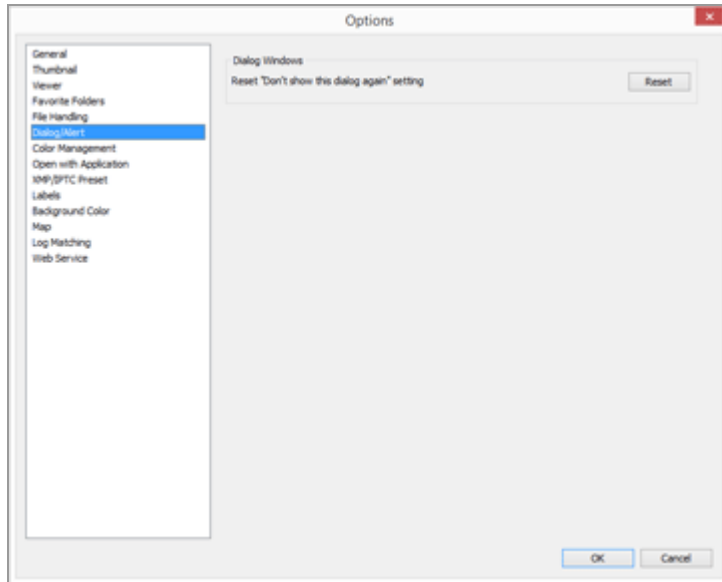 Options
General
Thumbnail
Viewer
Favorite Folders
File Handling
Dialog/Alert
Color Management
Open with Application
XMP/IPTC Preset
Labels
Background Color
Map
Log Matching
Web Service
Dialog Windows
Reset "Don't show this dialog again" setting
Reset
OK
Cancel